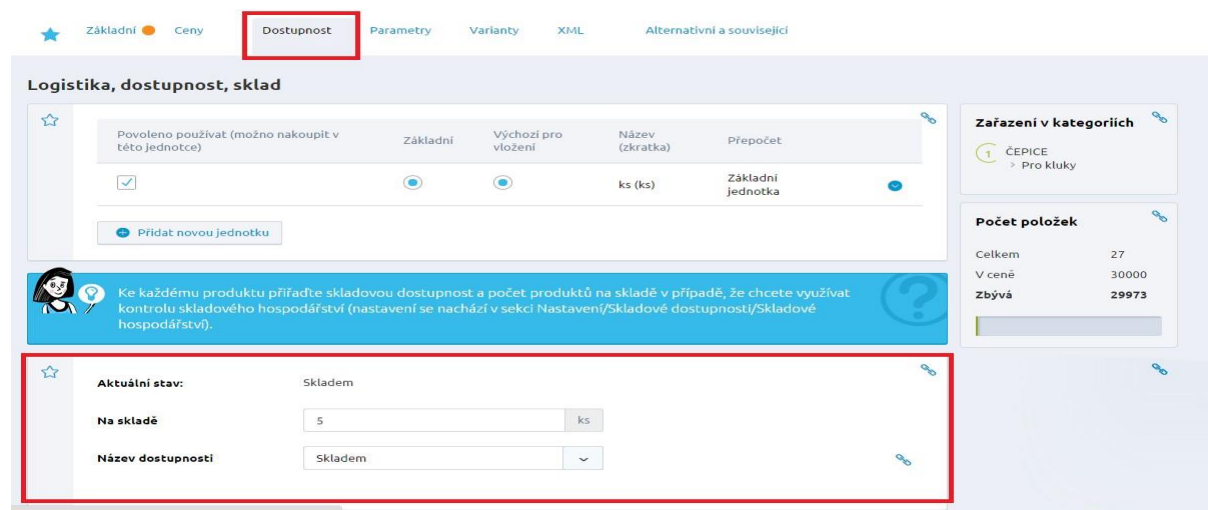 Základní Ceny Dostupnost Parametry Varianty XML Alternativní a související
Logistika, dostupnost, sklad
Povoleno používat (možno nakoupit v
této jednotce)
Základní
Výchozí pro
vložení
Název
(zkratka)
Přepočet
ks (ks)
Základní
jednotka
Přidat novou jednotku
Ke každému produktu přiřaďte skladovou dostupnost a počet produktů na skladě v případě, že chcete využívat
kontrolu skladového hospodářství (nastavení se nachází v sekci Nastavení/Skladové dostupnosti/Skladové
hospodářství).
?
Aktuální stav: Skladem
Na skladě 5 ks
Název dostupnosti Skladem
Zařazení v kategoriích
1 ČEPICE
> Pro kluky
Počet položek
Celkem 27
V ceně 30000
Zbývá 29973